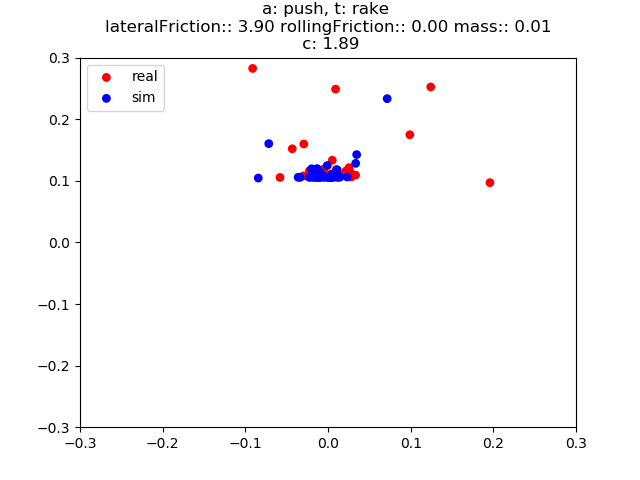 a: push, t: rake
lateralFriction:: 3.90 rollingFriction:: 0.00 mass:: 0.01
c: 1.89
real
sim
0.3
0.2
0.1
0.0
−0.1
−0.2
−0.3
−0.3
−0.2
−0.1
0.0
0.1
0.2
0.3